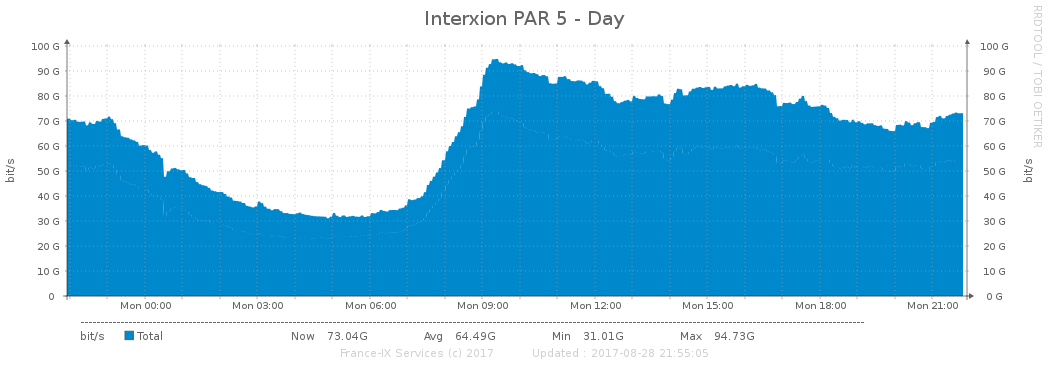 Interxion PAR 5 - Day
RRDTOOL / TOBI OETIKER
100 G 100 G
90 G 90 G
80 G 80 G
70 G 70 G
60 G 60 G
50 G 50 G
40 G 40 G
30 G 30 G
20 G 20 G
10 G 10 G
0 0 G
bit/s
bit/s
Mon 00:00 Mon 03:00 Mon 06:00 Mon 09:00 Mon 12:00 Mon 15:00 Mon 18:00 Mon 21:00
bit/s Total Now 73.04G Avg 64.49G Min 31.01G Max 94.73G
France-IX Services (c) 2017 Updated : 2017-08-28 21:55:05